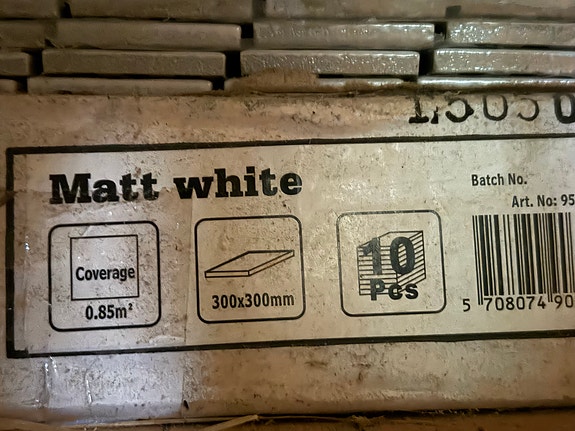 Matt white
Batch No.
Art. No: 95
Coverage
0.85m²
300x300mm
10
Pcs
5 708074 90